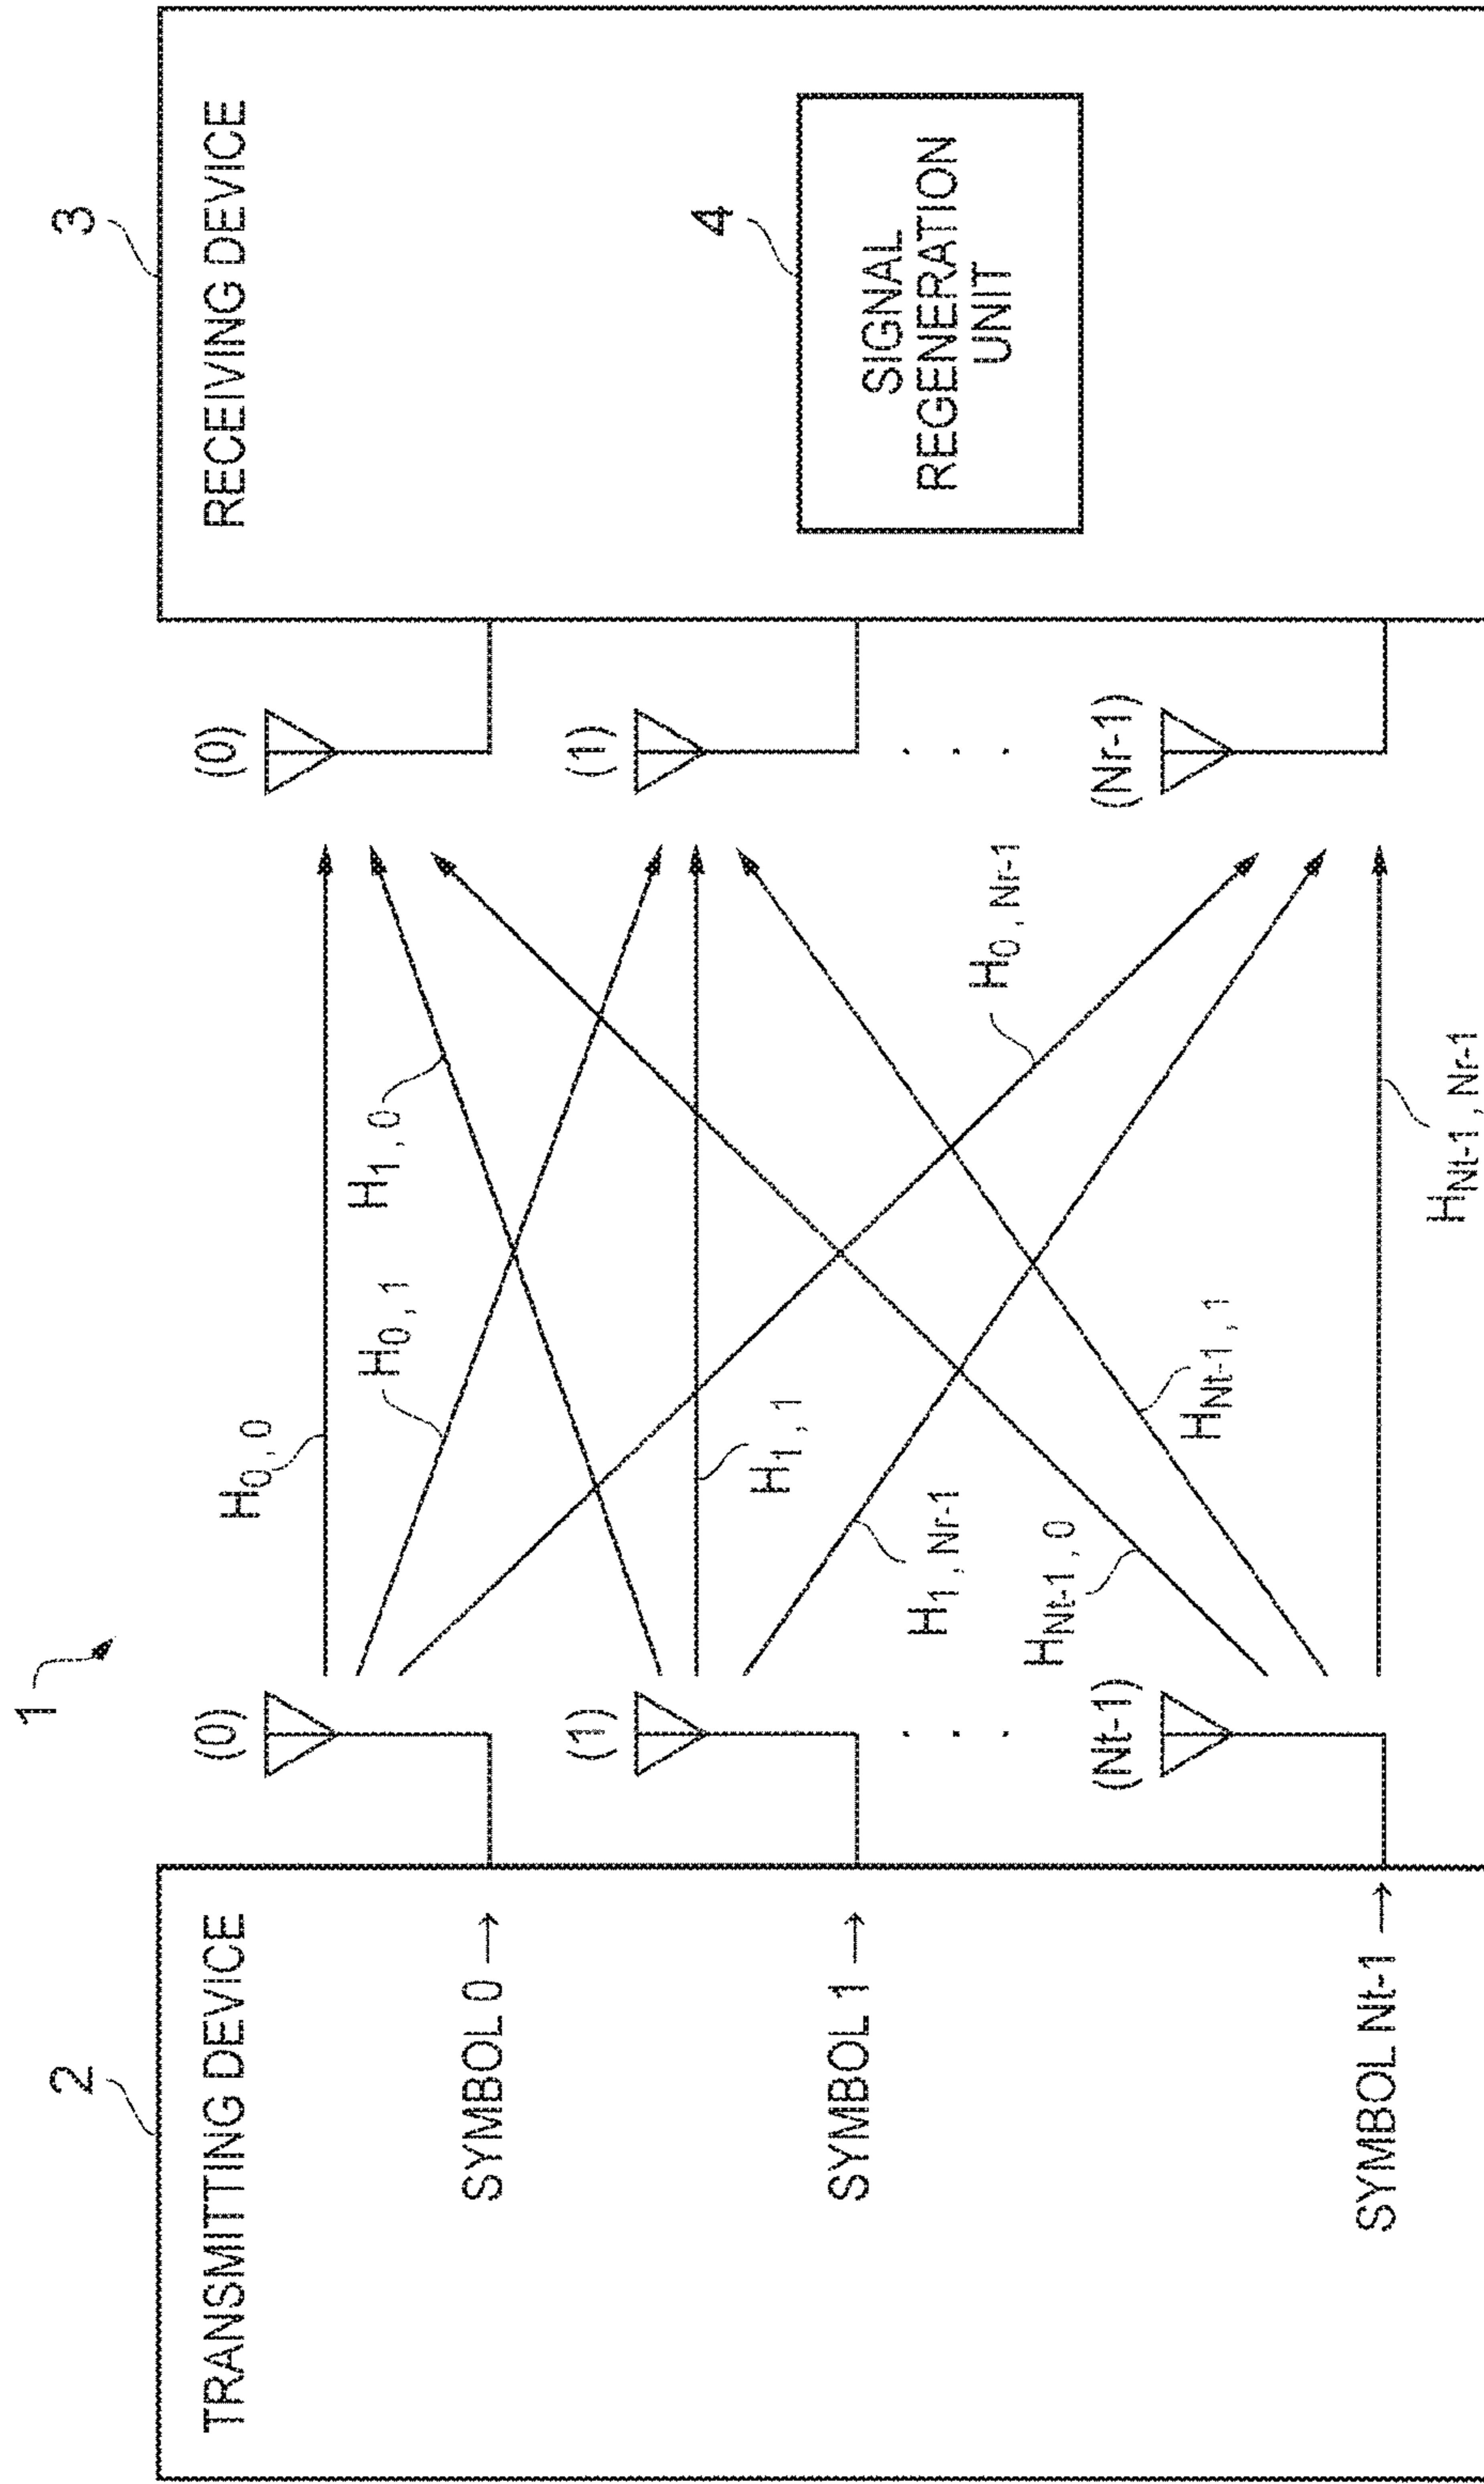 1
2
TRANSMITTING DEVICE
SYMBOL 0 →
SYMBOL 1 →
SYMBOL Nt-1 →
(0)
(1)
. . .
(Nt-1)
H0,0
H0,1
H1,0
H1,1
H1,Nr-1
HNt-1,0
HNt-1,1
H0,Nr-1
HNt-1,Nr-1
(0)
(1)
. . .
(Nr-1)
3
RECEIVING DEVICE
4
SIGNAL
REGENERATION
UNIT